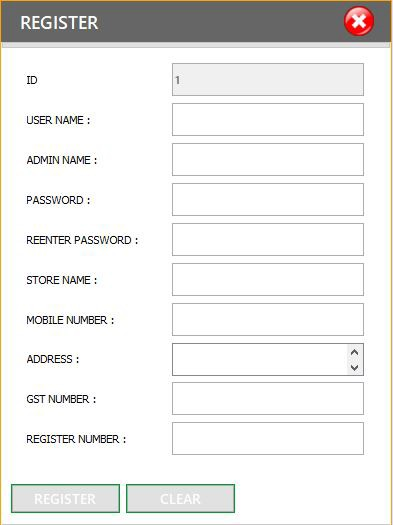 REGISTER
ID
1
USER NAME :
ADMIN NAME :
PASSWORD :
REENTER PASSWORD :
STORE NAME :
MOBILE NUMBER :
ADDRESS :
GST NUMBER :
REGISTER NUMBER :
REGISTER CLEAR